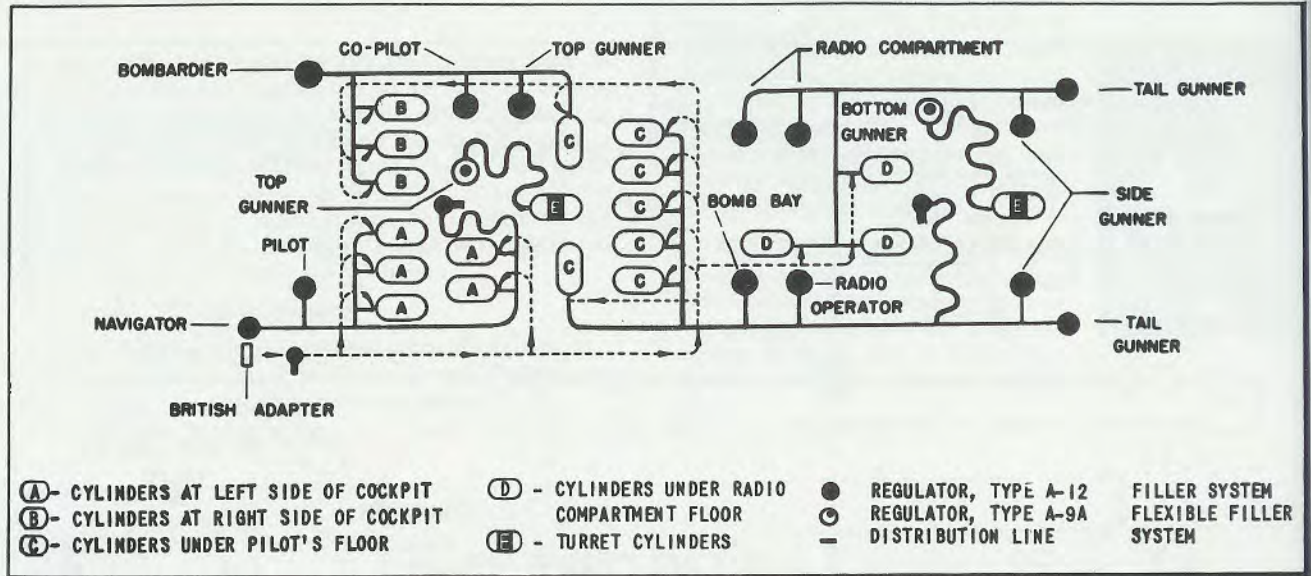 CO-PILOT
TOP GUNNER
RADIO COMPARTMENT
BOMBARDIER
TAIL GUNNER
B
B
B
C
C
C
C
C
C
C
BOTTOM
GUNNER
D
TOP
GUNNER
E
BOMB BAY
E
SIDE
GUNNER
PILOT
A
A
A
A
A
D
D
RADIO
OPERATOR
NAVIGATOR
TAIL
GUNNER
BRITISH ADAPTER
A - CYLINDERS AT LEFT SIDE OF COCKPIT
B - CYLINDERS AT RIGHT SIDE OF COCKPIT
C - CYLINDERS UNDER PILOT'S FLOOR
D - CYLINDERS UNDER RADIO
COMPARTMENT FLOOR
E - TURRET CYLINDERS
REGULATOR, TYPE A-12
REGULATOR, TYPE A-9A
DISTRIBUTION LINE
FILLER SYSTEM
FLEXIBLE FILLER
SYSTEM